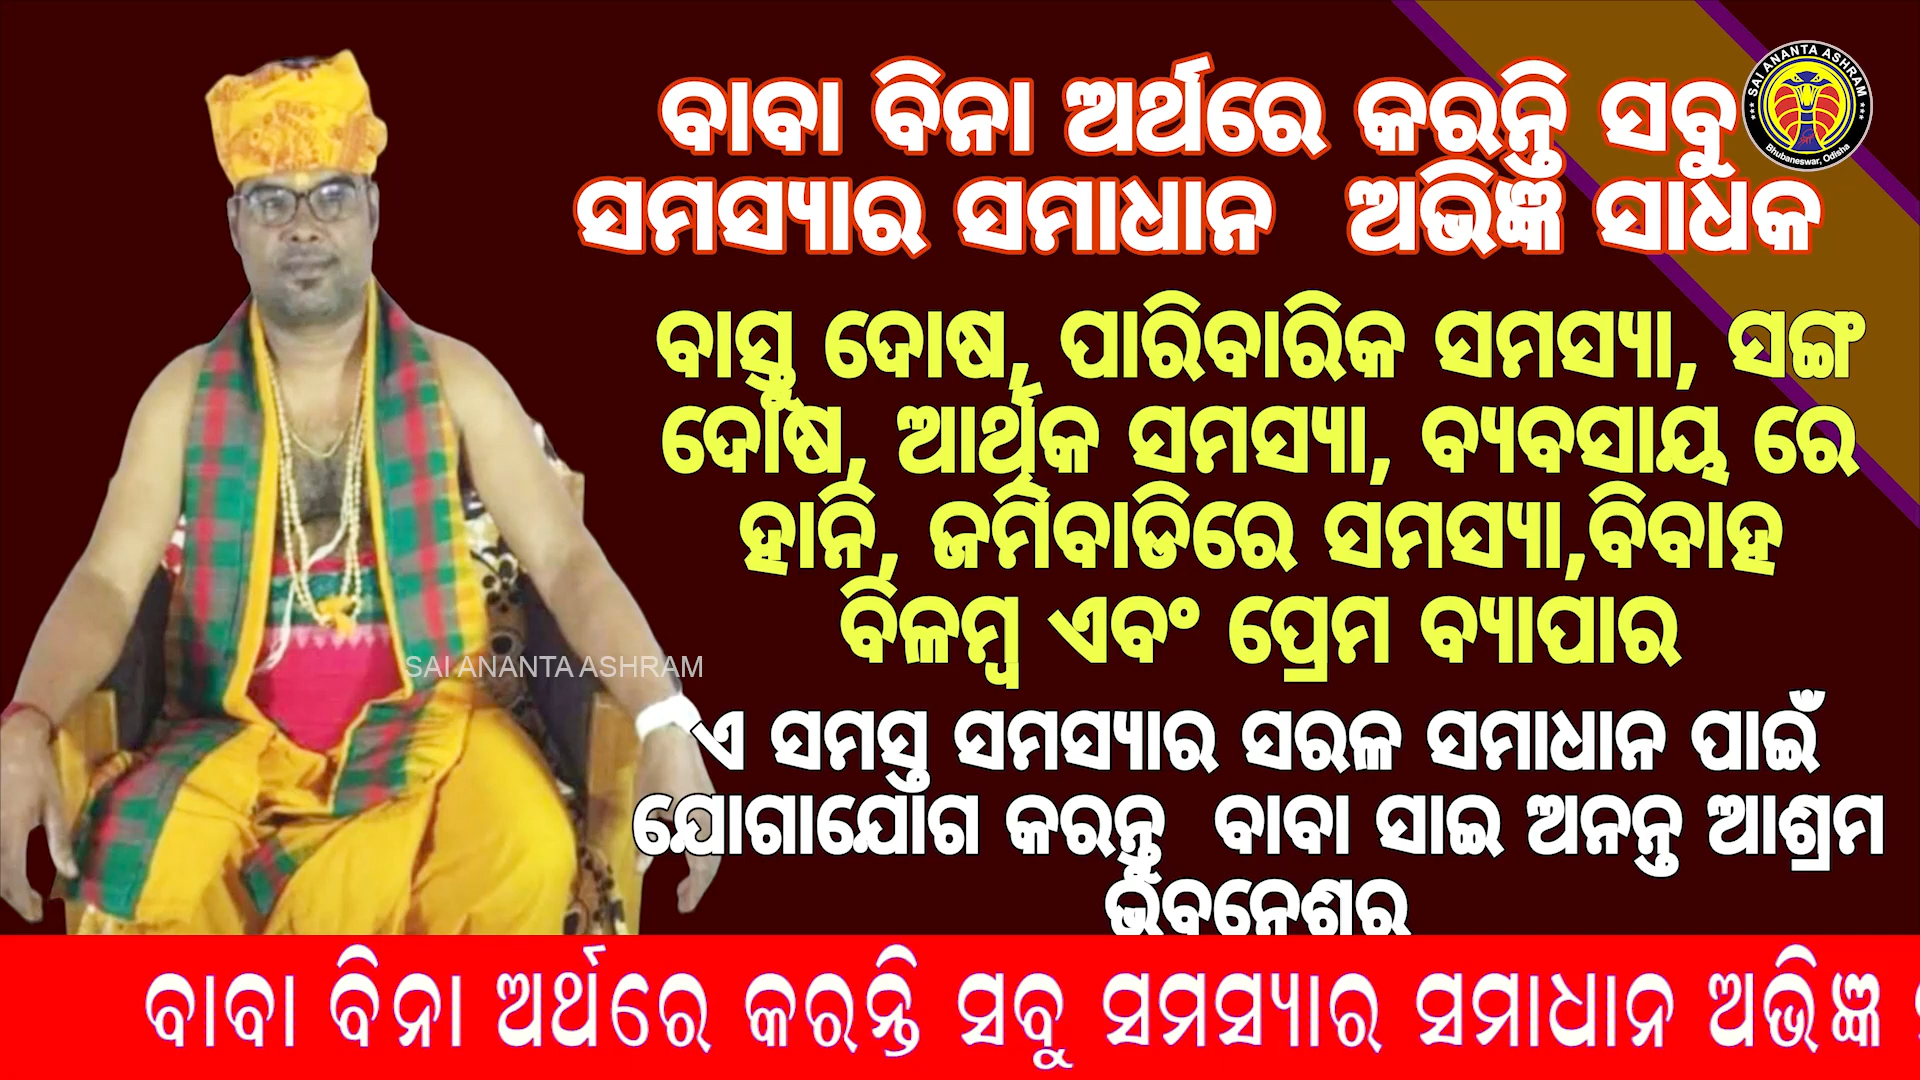 ବାବା ବିନା ଅର୍ଥରେ କରନ୍ତି ସବୁ
ସମସ୍ୟାର ସମାଧାନ ଅଭିଜ୍ଞ ସାଧକ
SAI ANANTA ASHRAM
Bhubaneswar, Odisha
ବାସ୍ତୁ ଦୋଷ, ପାରିବାରିକ ସମସ୍ୟା, ସଙ୍ଗ
ଦୋଷ, ଆର୍ଥିକ ସମସ୍ୟା, ବ୍ୟବସାୟ ରେ
ହାନି, ଜମିବାଡିରେ ସମସ୍ୟା,ବିବାହ
ବିଳମ୍ବ ଏବଂ ପ୍ରେମ ବ୍ୟାପାର
SAI ANANTA ASHRAM
ଏ ସମସ୍ତ ସମସ୍ୟାର ସରଳ ସମାଧାନ ପାଇଁ
ଯୋଗାଯୋଗ କରନ୍ତୁ ବାବା ସାଇ ଅନନ୍ତ ଆଶ୍ରମ
ବାବା ବିନା ଅର୍ଥରେ କରନ୍ତି ସବୁ ସମସ୍ୟାର ସମାଧାନ ଅଭିଜ୍ଞ